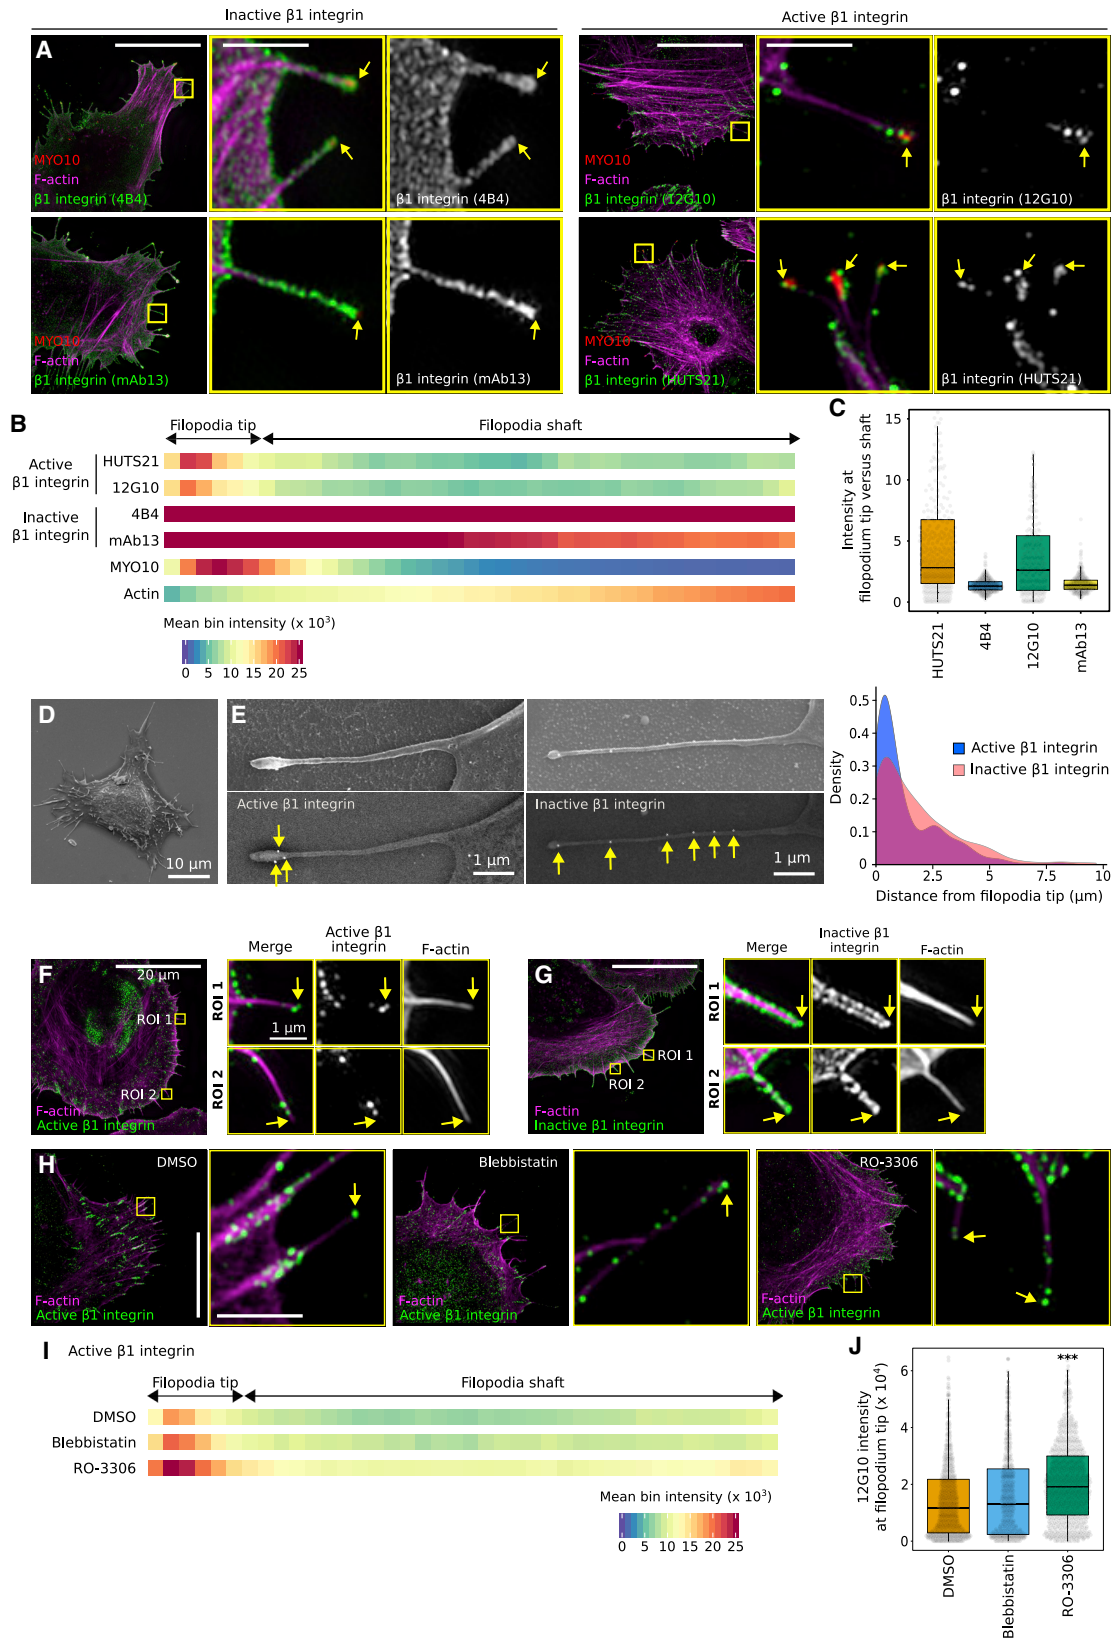 Inactive β1 integrin
Active β1 integrin
A
MYO10
F-actin
β1 integrin (4B4)
β1 integrin (4B4)
MYO10
F-actin
β1 integrin (12G10)
β1 integrin (12G10)
MYO10
F-actin
β1 integrin (mAb13)
β1 integrin (mAb13)
MYO10
F-actin
β1 integrin (HUTS21)
β1 integrin (HUTS21)
B
Filopodia tip
Filopodia shaft
Active
β1 integrin
HUTS21
12G10
Inactive
β1 integrin
4B4
mAb13
MYO10
Actin
Mean bin intensity (x 10³)
0 5 10 15 20 25
C
Intensity at
filopodium tip versus shaft
15
10
5
0
HUTS21
4B4
12G10
mAb13
D
10 µm
E
Active β1 integrin
1 µm
Inactive β1 integrin
1 µm
Density
0.5
0.4
0.3
0.2
0.1
0
Active β1 integrin
Inactive β1 integrin
0 2.5 5 7.5 10
Distance from filopodia tip (µm)
F
20 µm
ROI 1
ROI 2
F-actin
Active β1 integrin
Merge
Active β1
integrin
F-actin
ROI 1
1 µm
ROI 2
G
ROI 1
ROI 2
F-actin
Inactive β1 integrin
Merge
Inactive β1
integrin
F-actin
ROI 1
ROI 2
H
DMSO
F-actin
Active β1 integrin
Blebbistatin
F-actin
Active β1 integrin
RO-3306
F-actin
Active β1 integrin
I
Active β1 integrin
Filopodia tip
Filopodia shaft
DMSO
Blebbistatin
RO-3306
Mean bin intensity (x 10³)
0 5 10 15 20 25
J
12G10 intensity
at filopodium tip (x 10⁴)
6
4
2
0
***
DMSO
Blebbistatin
RO-3306